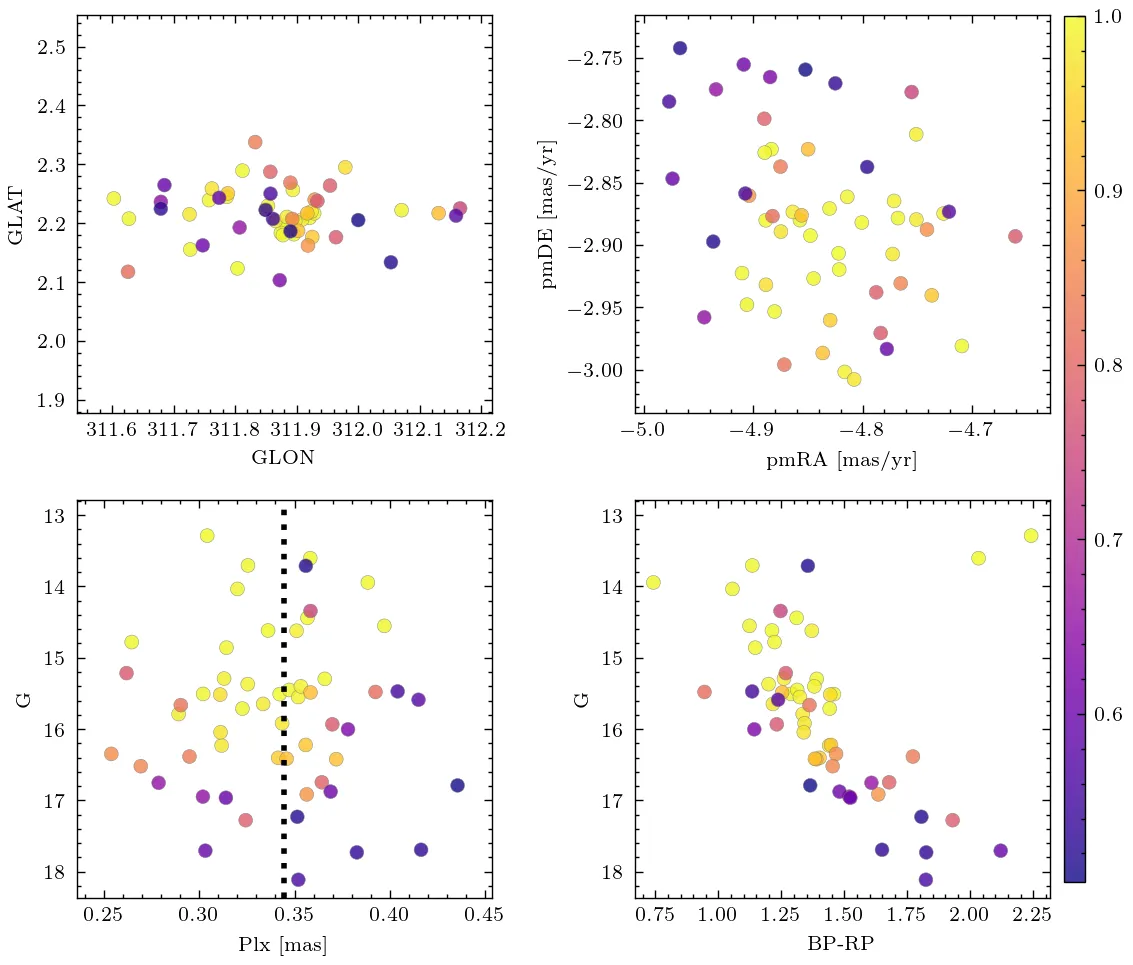 2.5
2.4
2.3
2.2
2.1
2.0
1.9
GLAT
311.6 311.7 311.8 311.9 312.0 312.1 312.2
GLON
−2.75
−2.80
−2.85
−2.90
−2.95
−3.00
pmDE [mas/yr]
−5.0 −4.9 −4.8 −4.7
pmRA [mas/yr]
1.0
0.9
0.8
0.7
0.6
13
14
15
16
17
18
G
0.25 0.30 0.35 0.40 0.45
Plx [mas]
13
14
15
16
17
18
G
0.75 1.00 1.25 1.50 1.75 2.00 2.25
BP-RP